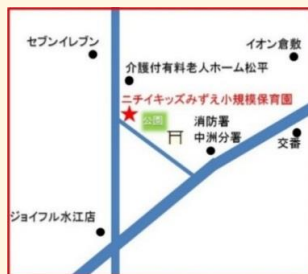 セブンイレブン
イオン倉敷
介護付有料老人ホーム松平
ニチイキッズみずえ小規模保育園
公園
消防署
中洲分署
交番
ジョイフル水江店